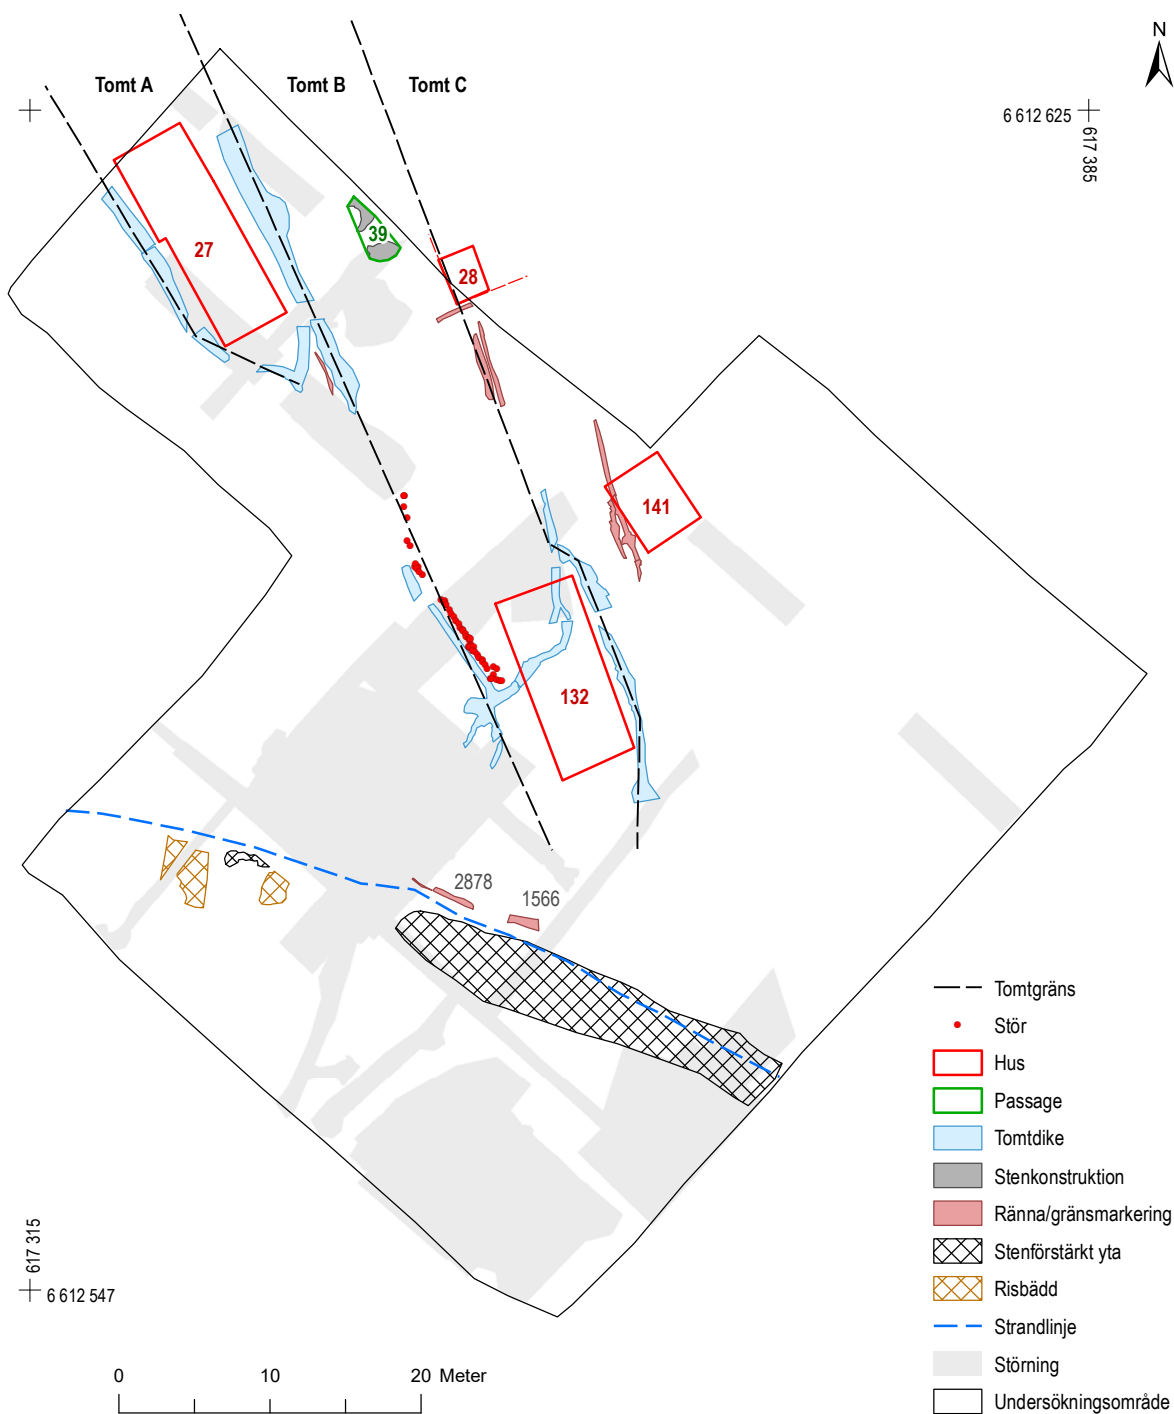 N
Tomt A
Tomt B
Tomt C
6 612 625
617 385
39
27
28
141
132
2878
1566
Tomtgräns
Stör
Hus
Passage
Tomtdike
Stenkonstruktion
Ränna/gränsmarkering
Stenförstärkt yta
Risbädd
Strandlinje
Störning
Undersökningsområde
617 315
6 612 547
0 10 20 Meter